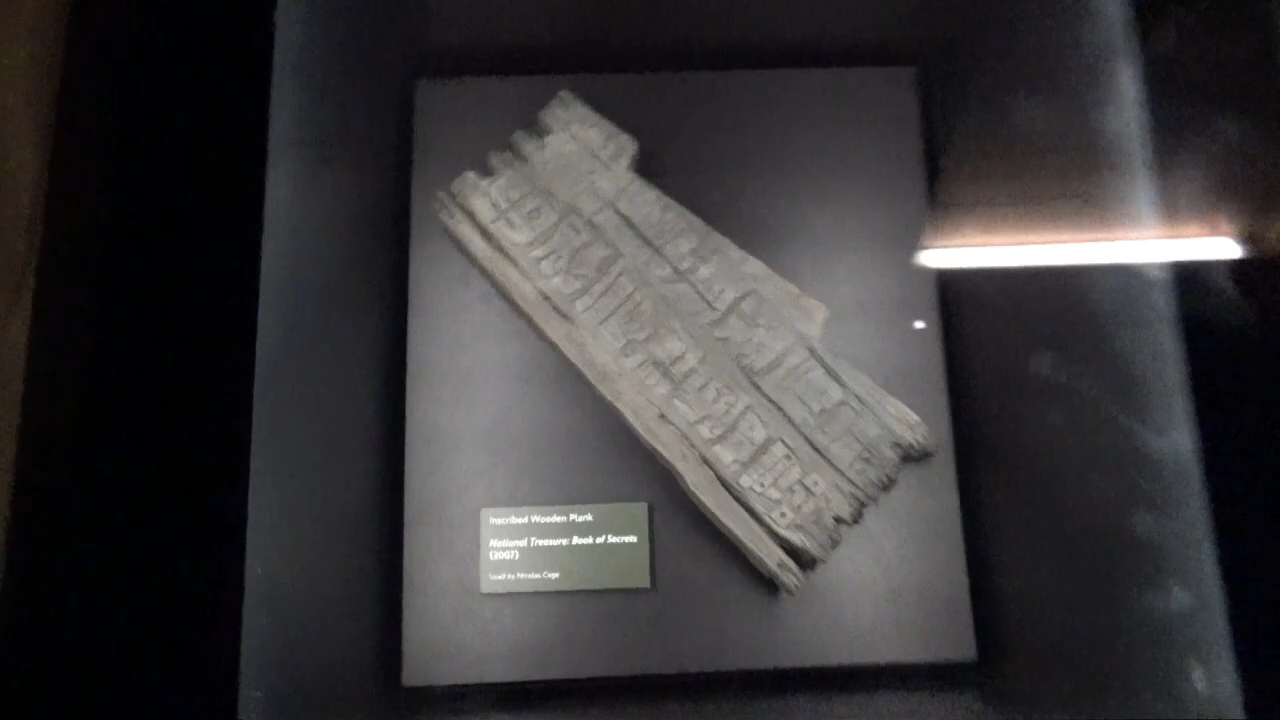 Inscribed Wooden Plank
National Treasure: Book of Secrets
(2007)
Used by Nicolas Cage